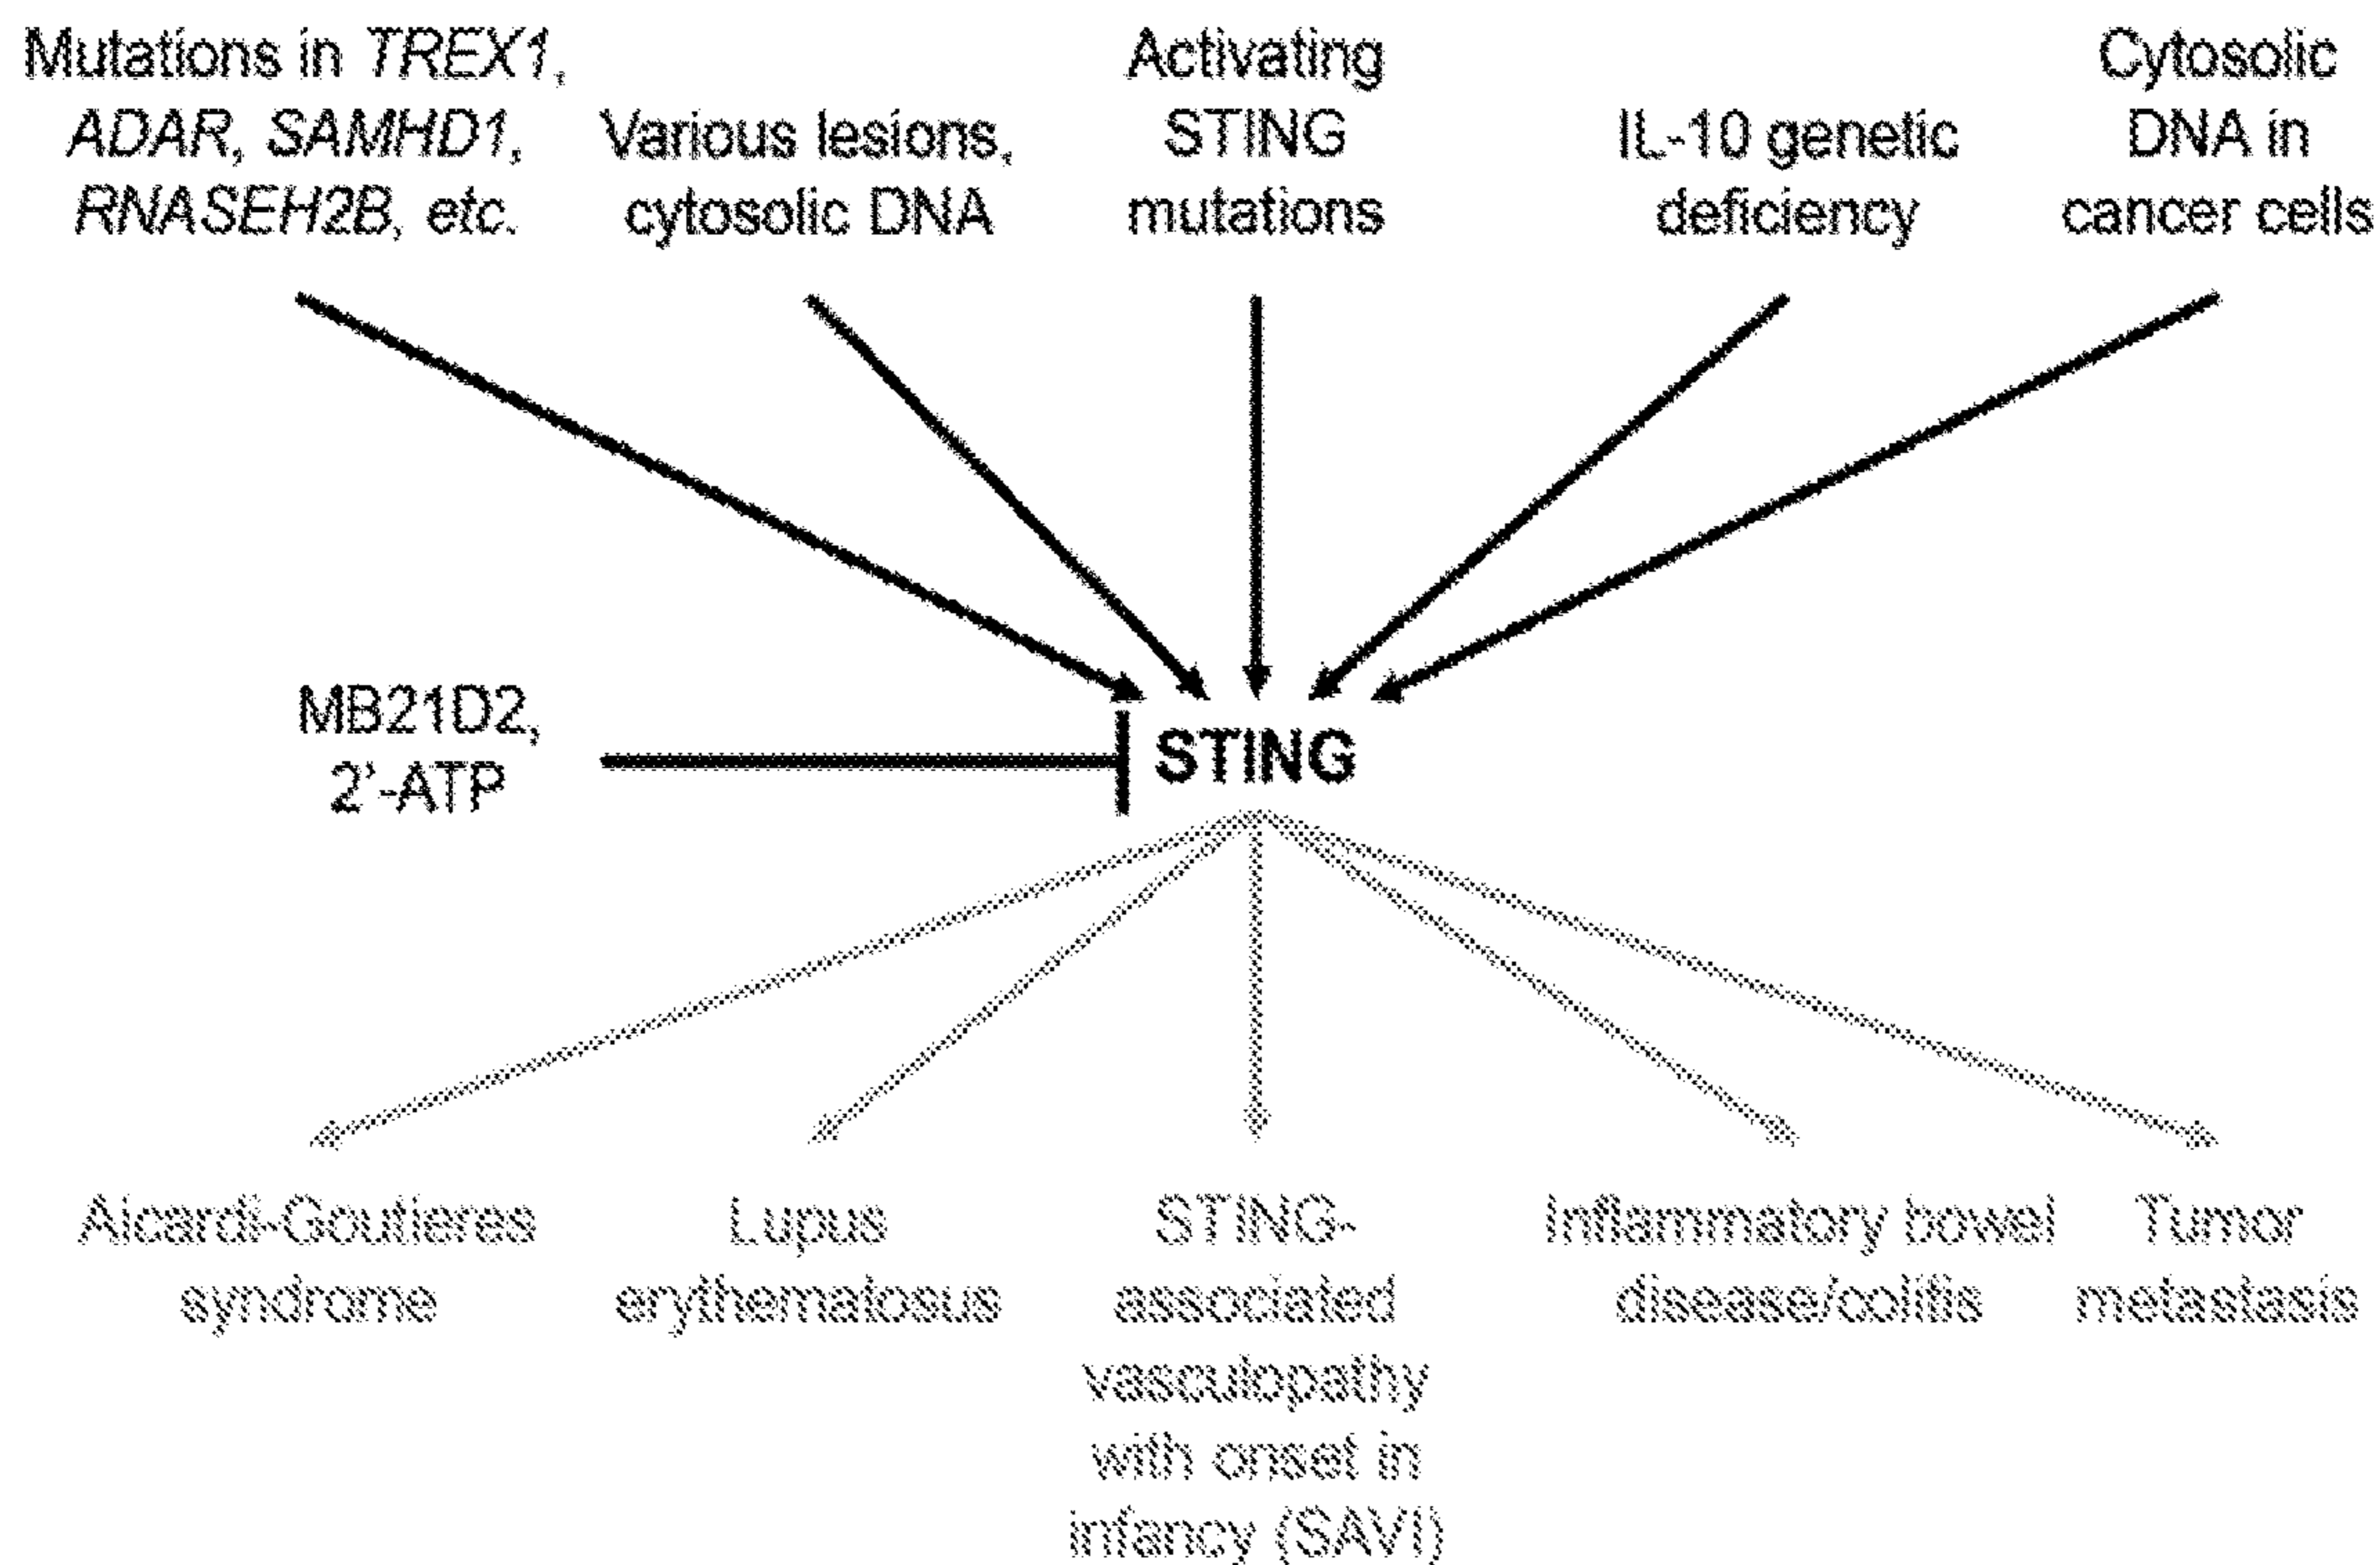 Mutations in TREX1,
ADAR, SAMHD1,
RNASEH2B, etc.
Various lesions,
cytosolic DNA
Activating
STING
mutations
IL-10 genetic
deficiency
Cytosolic
DNA in
cancer cells
MB21D2,
2'-ATP
STING
Aicardi-Goutieres
syndrome
Lupus
erythematosus
STING-
associated
vasculopathy
with onset in
infancy (SAVI)
Inflammatory bowel
disease/colitis
Tumor
metastasis